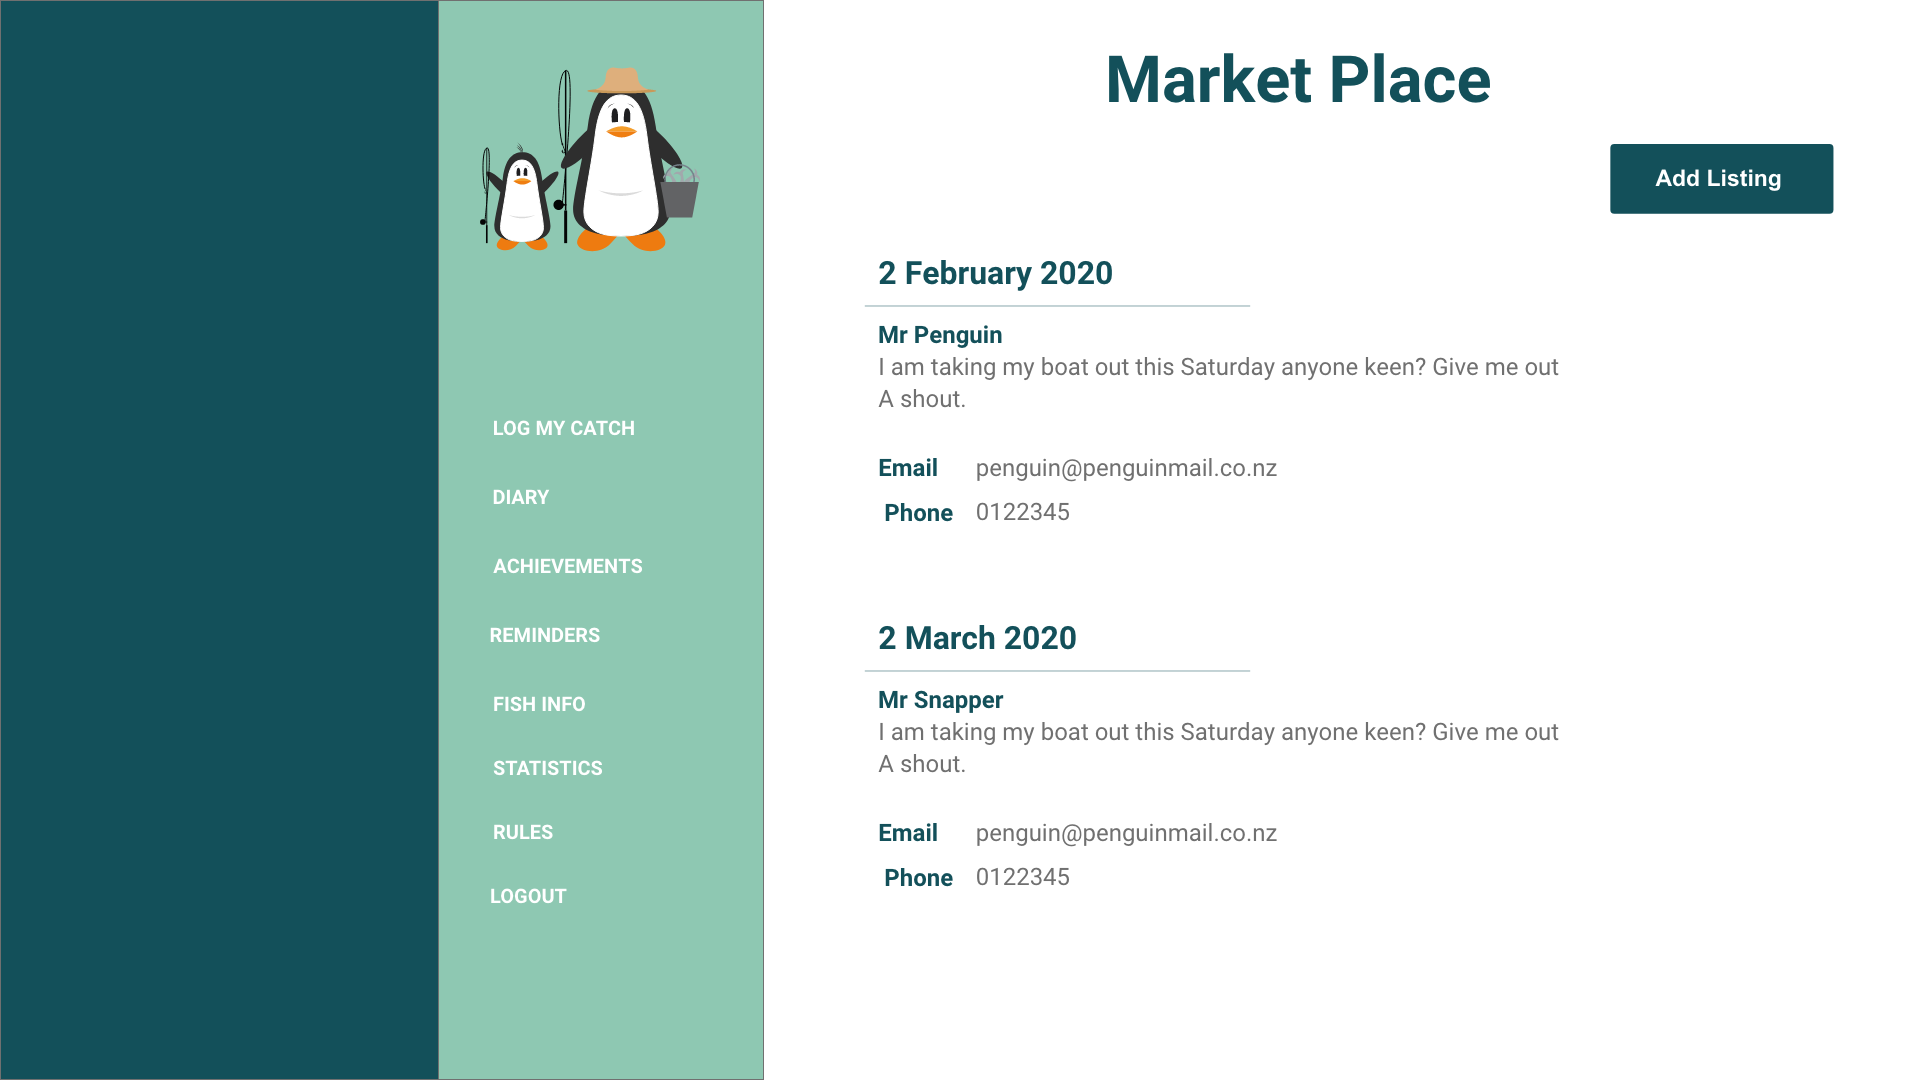 LOG MY CATCH
DIARY
ACHIEVEMENTS
REMINDERS
FISH INFO
STATISTICS
RULES
LOGOUT
Market Place
Add Listing
2 February 2020
Mr Penguin
I am taking my boat out this Saturday anyone keen? Give me out
A shout.
Email penguin@penguinmail.co.nz
Phone 0122345
2 March 2020
Mr Snapper
I am taking my boat out this Saturday anyone keen? Give me out
A shout.
Email penguin@penguinmail.co.nz
Phone 0122345